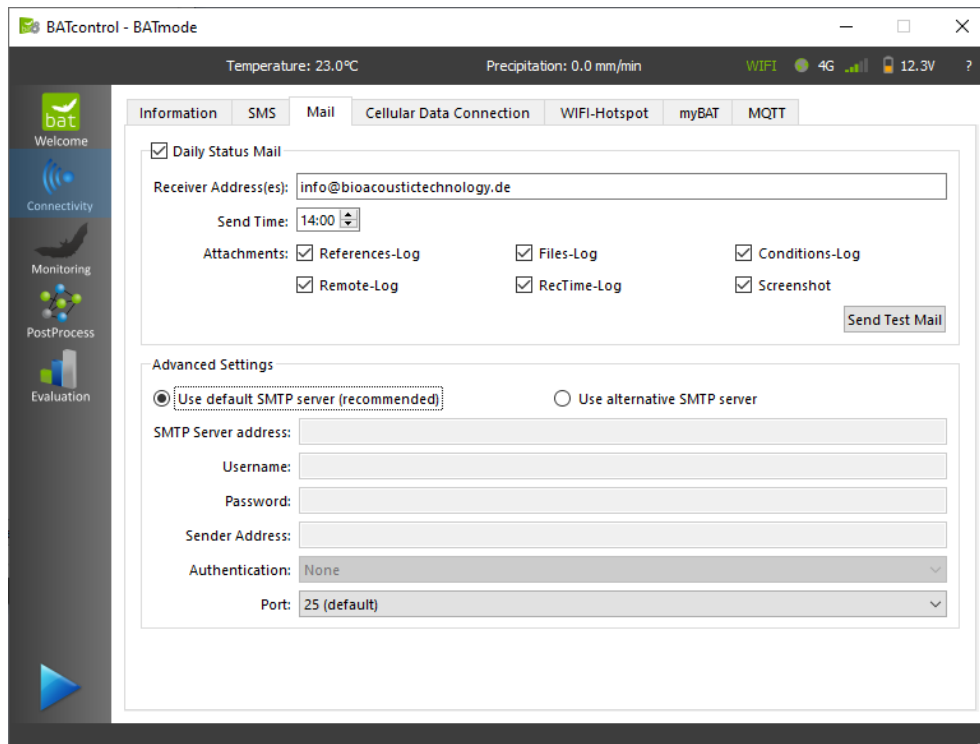 BATcontrol - BATmode
Temperature: 23.0°C Precipitation: 0.0 mm/min WIFI 4G 12.3V ?
bat
Welcome
Connectivity
Monitoring
PostProcess
Evaluation
Information SMS Mail Cellular Data Connection WIFI-Hotspot myBAT MQTT
Daily Status Mail
Receiver Address(es): info@bioacoustictechnology.de
Send Time: 14:00
Attachments: References-Log Files-Log Conditions-Log
Remote-Log RecTime-Log Screenshot
Send Test Mail
Advanced Settings
Use default SMTP server (recommended) Use alternative SMTP server
SMTP Server address:
Username:
Password:
Sender Address:
Authentication: None
Port: 25 (default)